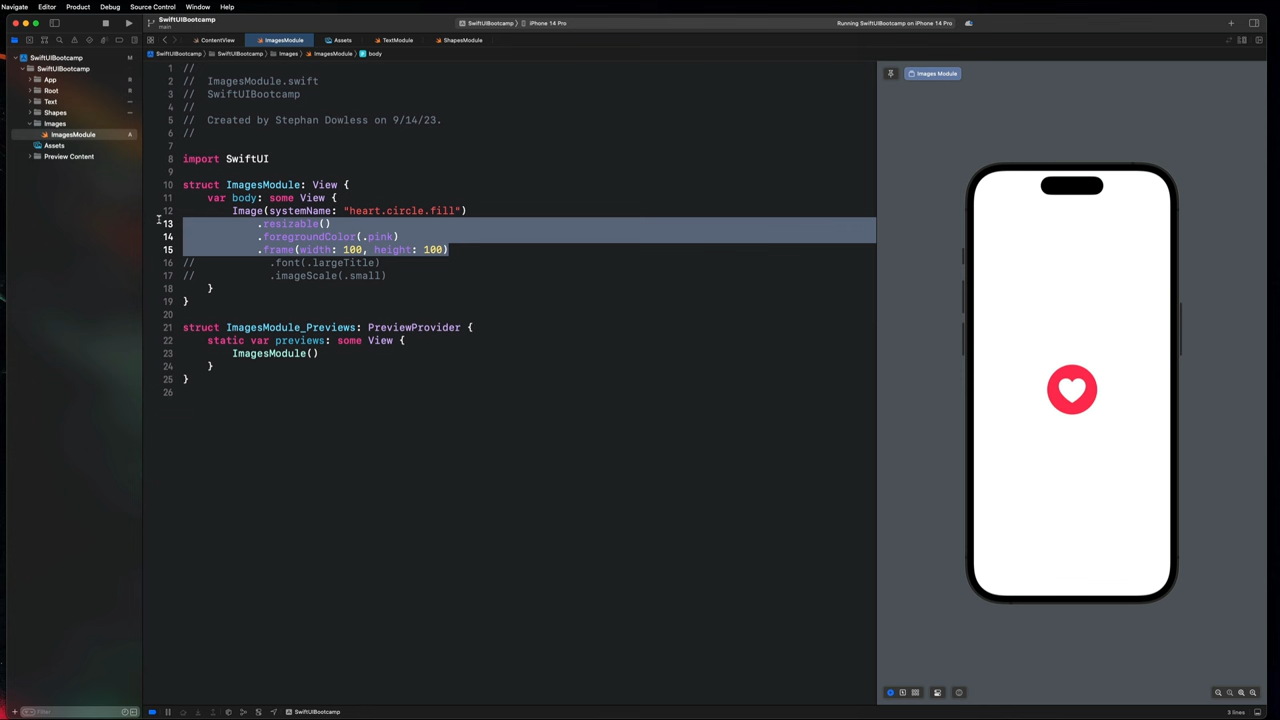 Navigate Editor Product Debug Source Control Window Help
SwiftUIBootcamp
main
SwiftUIBootcamp
iPhone 14 Pro
Running SwiftUIBootcamp on iPhone 14 Pro
ContentView
ImagesModule
Assets
TextModule
ShapesModule
SwiftUIBootcamp
SwiftUIBootcamp
Images
ImagesModule
body
SwiftUIBootcamp M
SwiftUIBootcamp
App R
Root R
Text
Shapes
Images
ImagesModule A
Assets
Preview Content
1 //
2 // ImagesModule.swift
3 // SwiftUIBootcamp
4 //
5 // Created by Stephan Dowless on 9/14/23.
6 //
7
8 import SwiftUI
9
10 struct ImagesModule: View {
11 var body: some View {
12 Image(systemName: "heart.circle.fill")
13 .resizable()
14 .foregroundColor(.pink)
15 .frame(width: 100, height: 100)
16 // .font(.largeTitle)
17 // .imageScale(.small)
18 }
19 }
20
21 struct ImagesModule_Previews: PreviewProvider {
22 static var previews: some View {
23 ImagesModule()
24 }
25 }
26
Images Module
Filter
SwiftUIBootcamp
3 lines